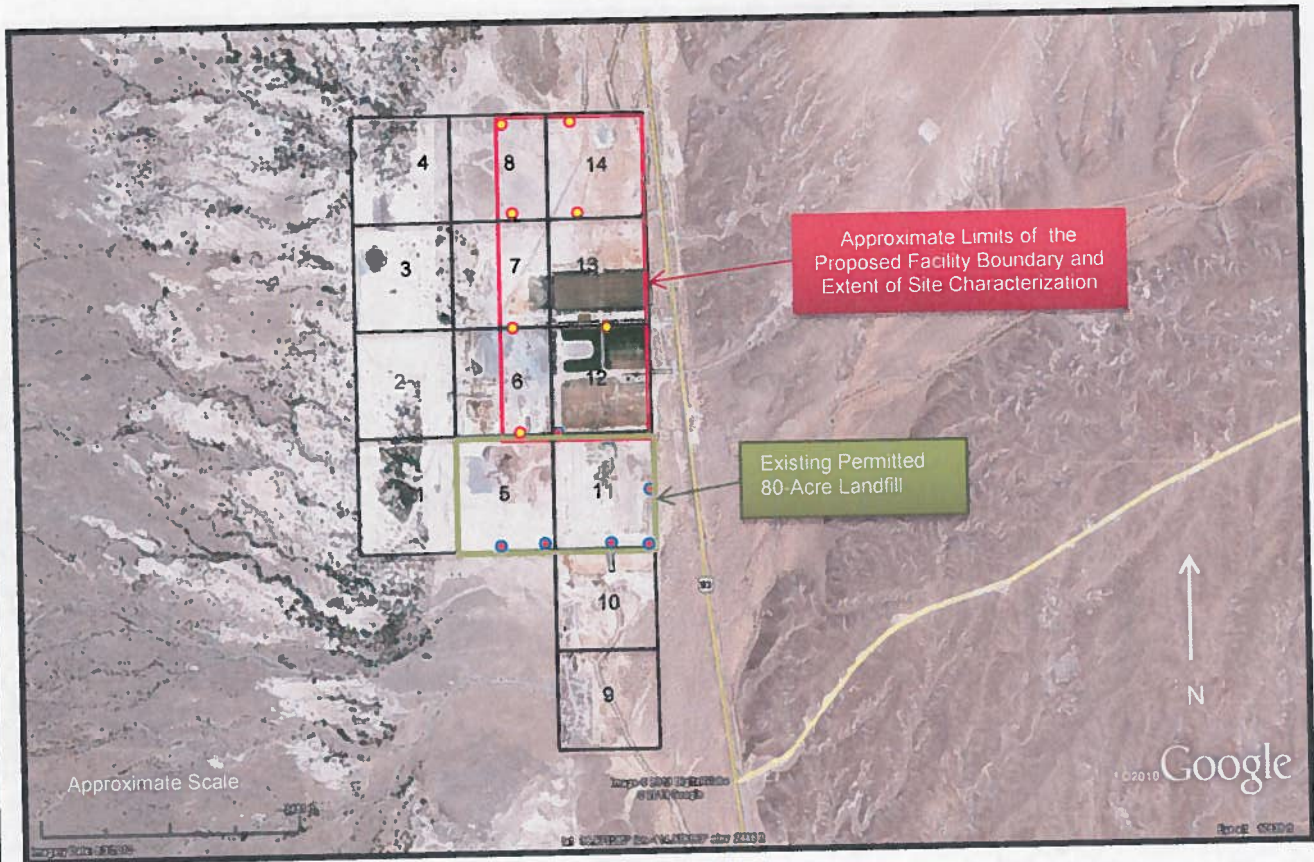 4
8
14
3
7
13
2
6
12
1
5
11
10
9
Approximate Limits of the
Proposed Facility Boundary and
Extent of Site Characterization
Existing Permitted
80-Acre Landfill
N
Approximate Scale
©2010 Google